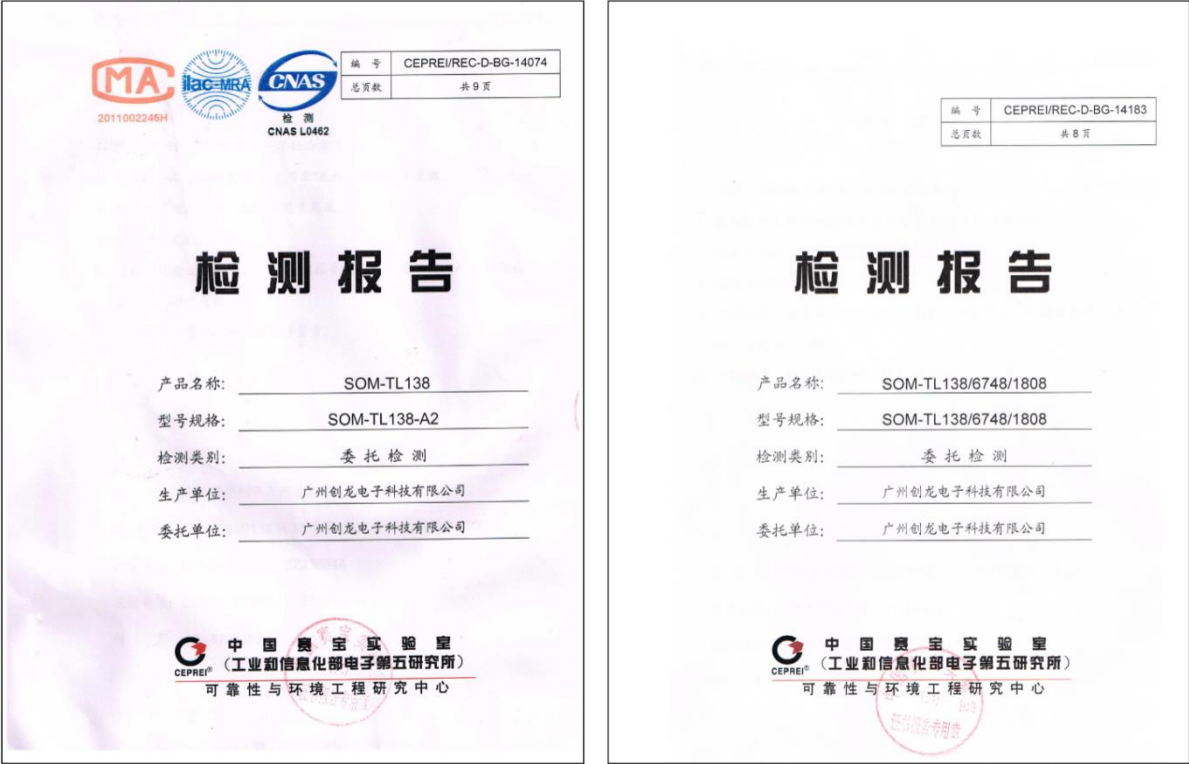 MA
2011002245H
ilac-MRA
CNAS
检 测
CNAS L0462
编 号 CEPREI/REC-D-BG-14074
总页数 共9页
检测报告
产品名称: SOM-TL138
型号规格: SOM-TL138-A2
检测类别: 委托检测
生产单位: 广州创龙电子科技有限公司
委托单位: 广州创龙电子科技有限公司
CEPREI®
中国赛宝实验室
（工业和信息化部电子第五研究所）
可靠性与环境工程研究中心
编 号 CEPREI/REC-D-BG-14183
总页数 共8页
检测报告
产品名称: SOM-TL138/6748/1808
型号规格: SOM-TL138/6748/1808
检测类别: 委托检测
生产单位: 广州创龙电子科技有限公司
委托单位: 广州创龙电子科技有限公司
CEPREI®
中国赛宝实验室
（工业和信息化部电子第五研究所）
可靠性与环境工程研究中心